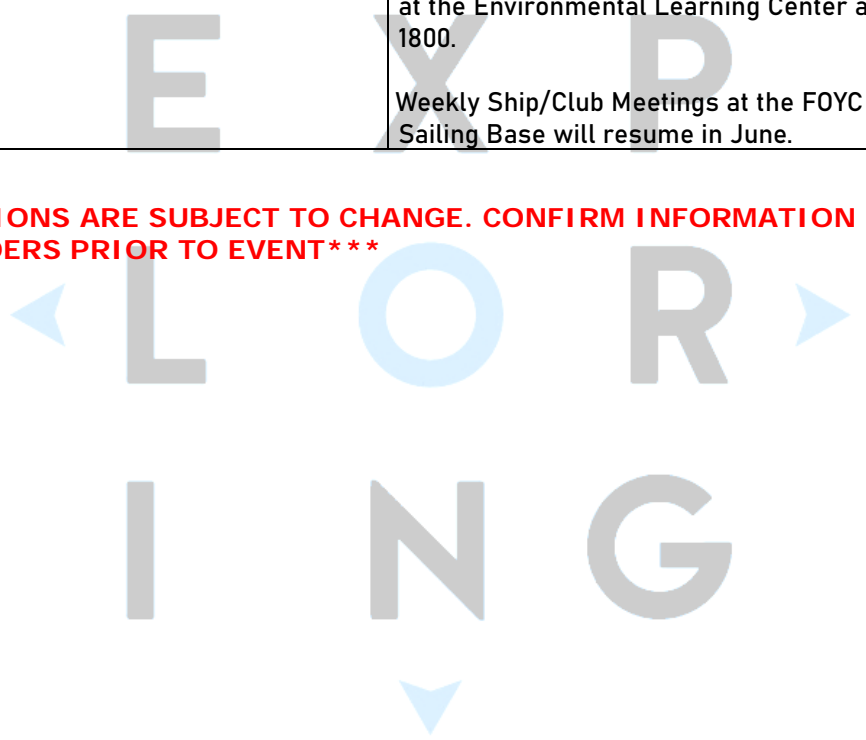 at the Environmental Learning Center a
1800.
E X P
Weekly Ship/Club Meetings at the FOYC
Sailing Base will resume in June.
IONS ARE SUBJECT TO CHANGE. CONFIRM INFORMATION
DERS PRIOR TO EVENT***
L O R
I N G